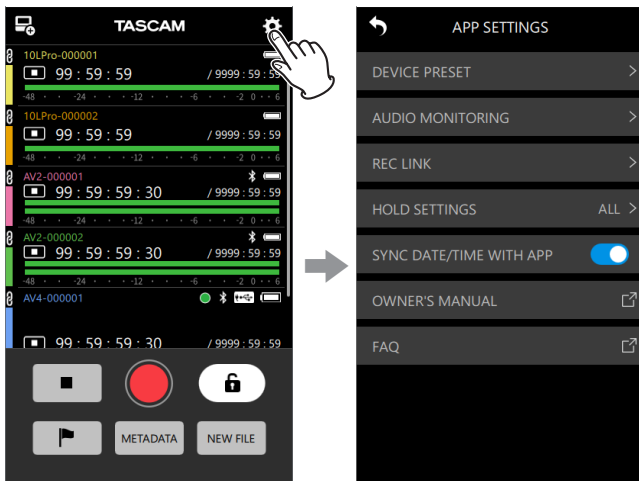 TASCAM
10LPro-000001
99 : 59 : 59 / 9999 : 59 : 59
-48 -24 -12 -6 -2 0 6
10LPro-000002
99 : 59 : 59 / 9999 : 59 : 59
-48 -24 -12 -6 -2 0 6
AV2-000001
99 : 59 : 59 : 30 / 9999 : 59 : 59
-48 -24 -12 -6 -2 0 6
AV2-000002
99 : 59 : 59 : 30 / 9999 : 59 : 59
-48 -24 -12 -6 -2 0 6
AV4-000001
99 : 59 : 59 : 30 / 9999 : 59 : 59
METADATA
NEW FILE
APP SETTINGS
DEVICE PRESET
AUDIO MONITORING
REC LINK
HOLD SETTINGS ALL
SYNC DATE/TIME WITH APP
OWNER'S MANUAL
FAQ